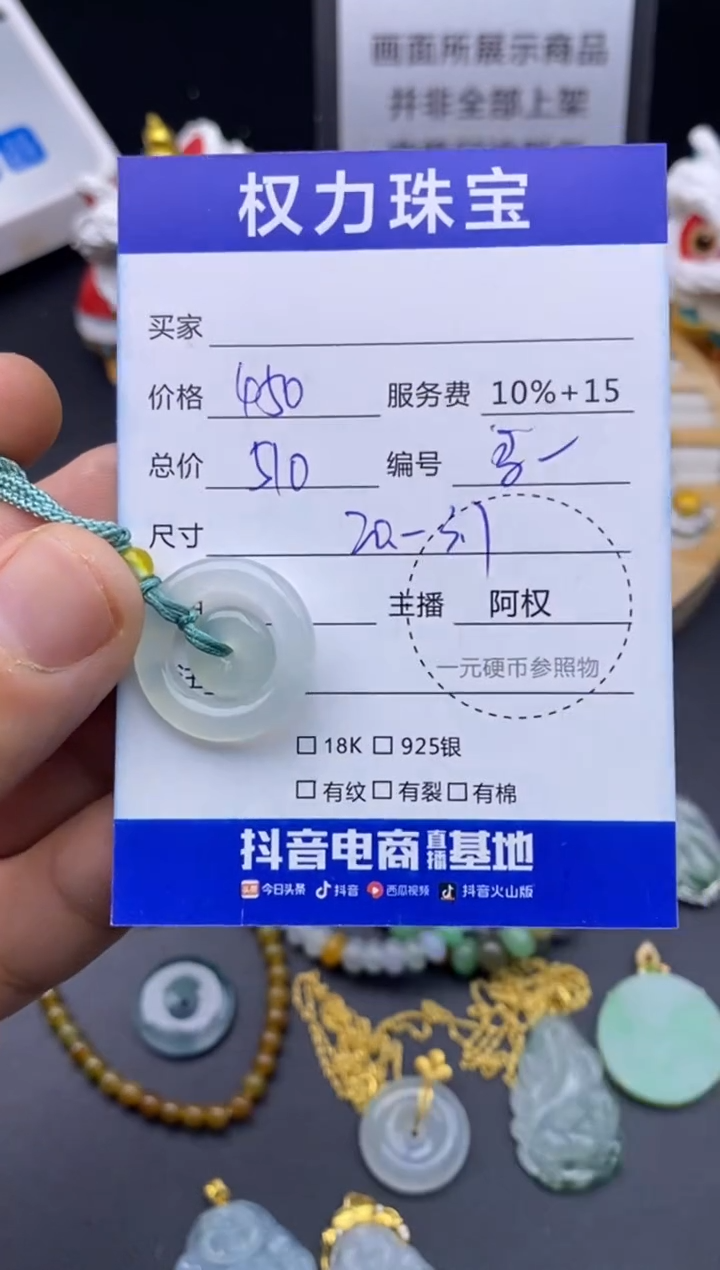 画面所展示商品
并非全部上架
权力珠宝
买家
价格 450 服务费 10%+15
总价 510 编号
尺寸 20-5.1
主播 阿权
一元硬币参照物
□ 18K □ 925银
□ 有纹 □ 有裂 □ 有棉
抖音电商直播基地
头条 今日头条 抖音 西瓜视频 抖音火山版